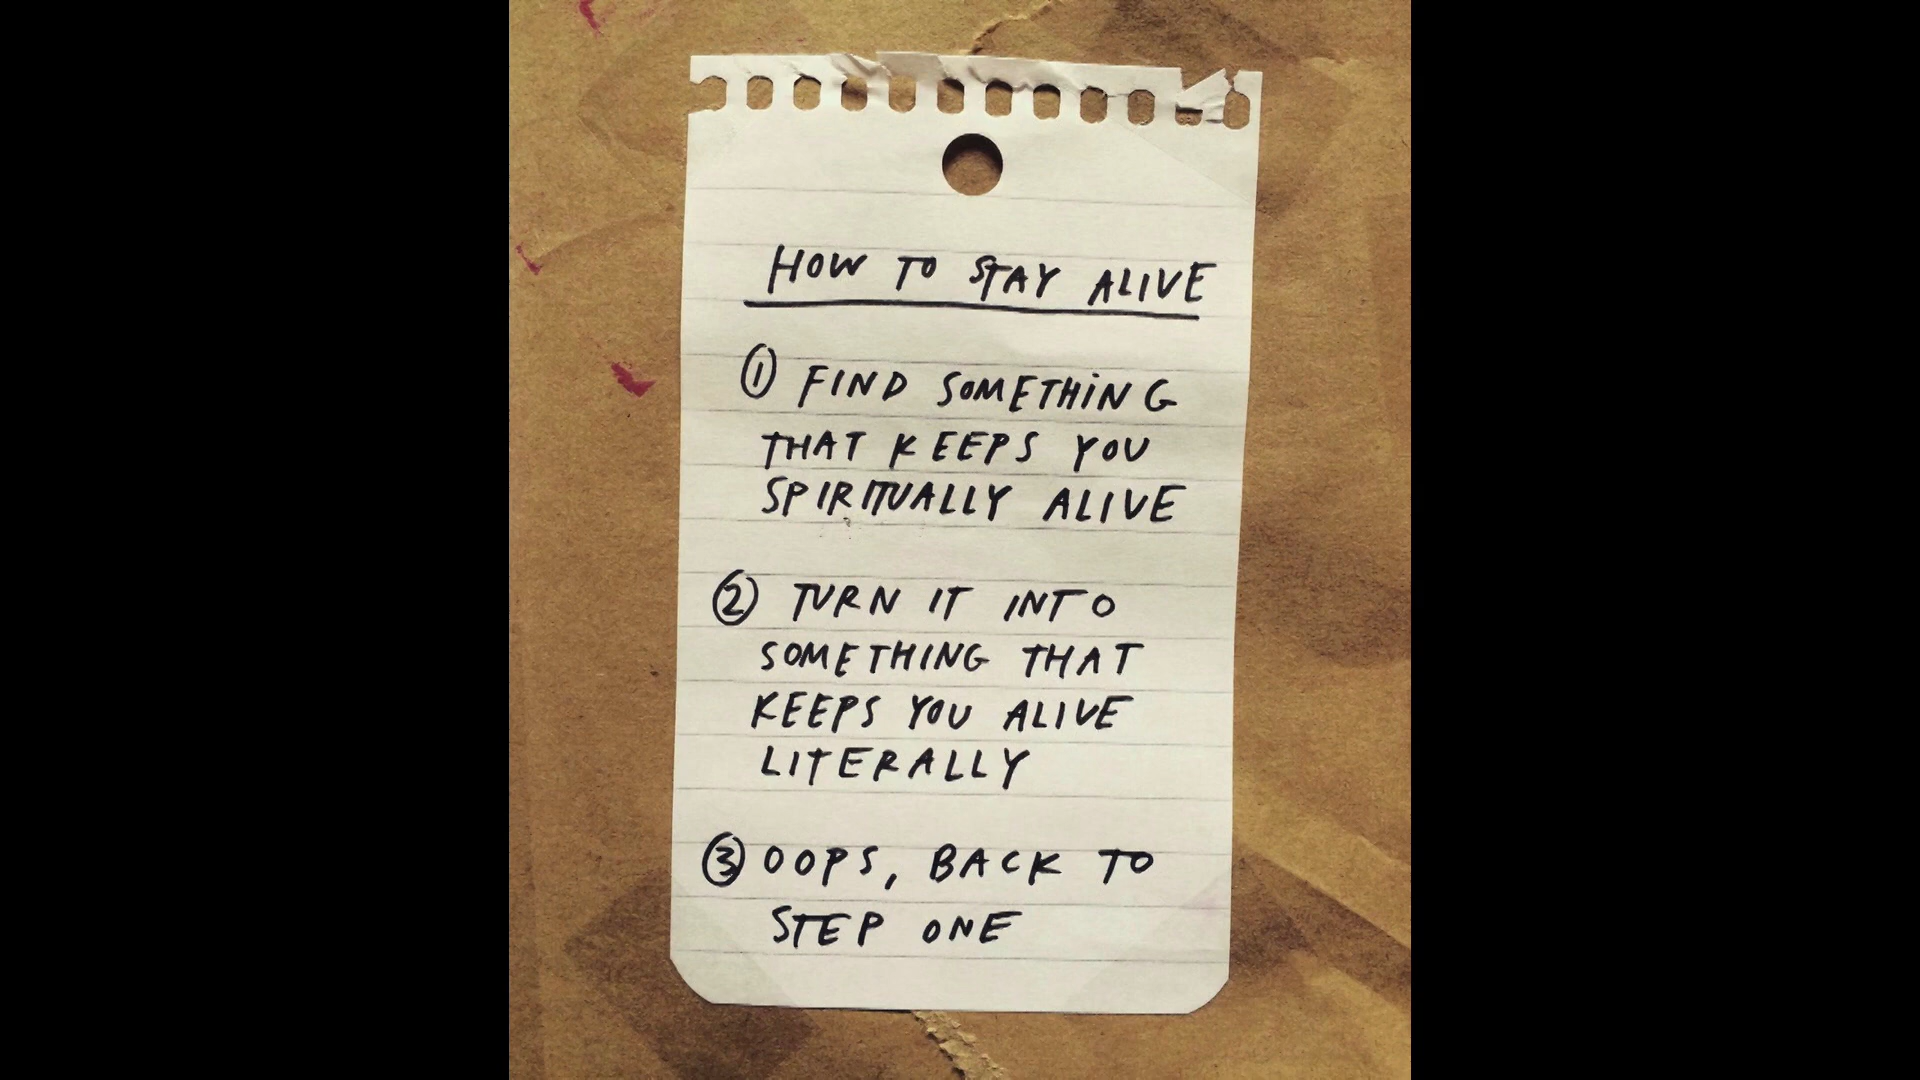 HOW TO STAY ALIVE
① FIND SOMETHING
THAT KEEPS YOU
SPIRITUALLY ALIVE
② TURN IT INTO
SOMETHING THAT
KEEPS YOU ALIVE
LITERALLY
③ OOPS, BACK TO
STEP ONE